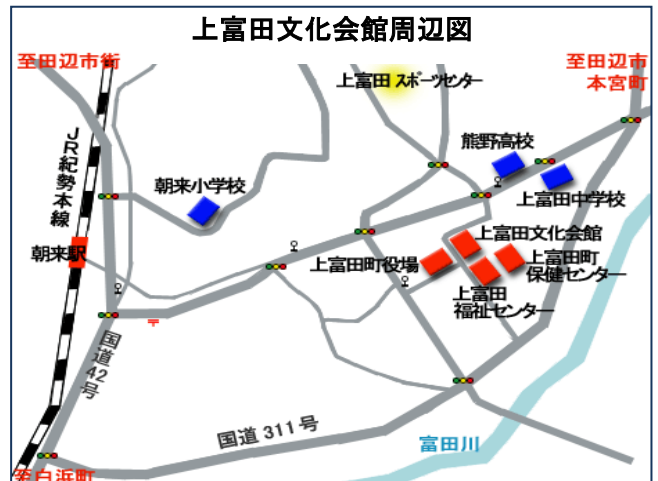 上富田文化会館周辺図
至田辺市街
至田辺市
本宮町
上富田 スポーツセンター
JR紀勢本線
熊野高校
朝来小学校
上富田中学校
朝来駅
上富田文化会館
上富田町役場
上富田町
保健センター
上富田
福祉センター
〒
国道42号
国道311号
富田川
至白浜町